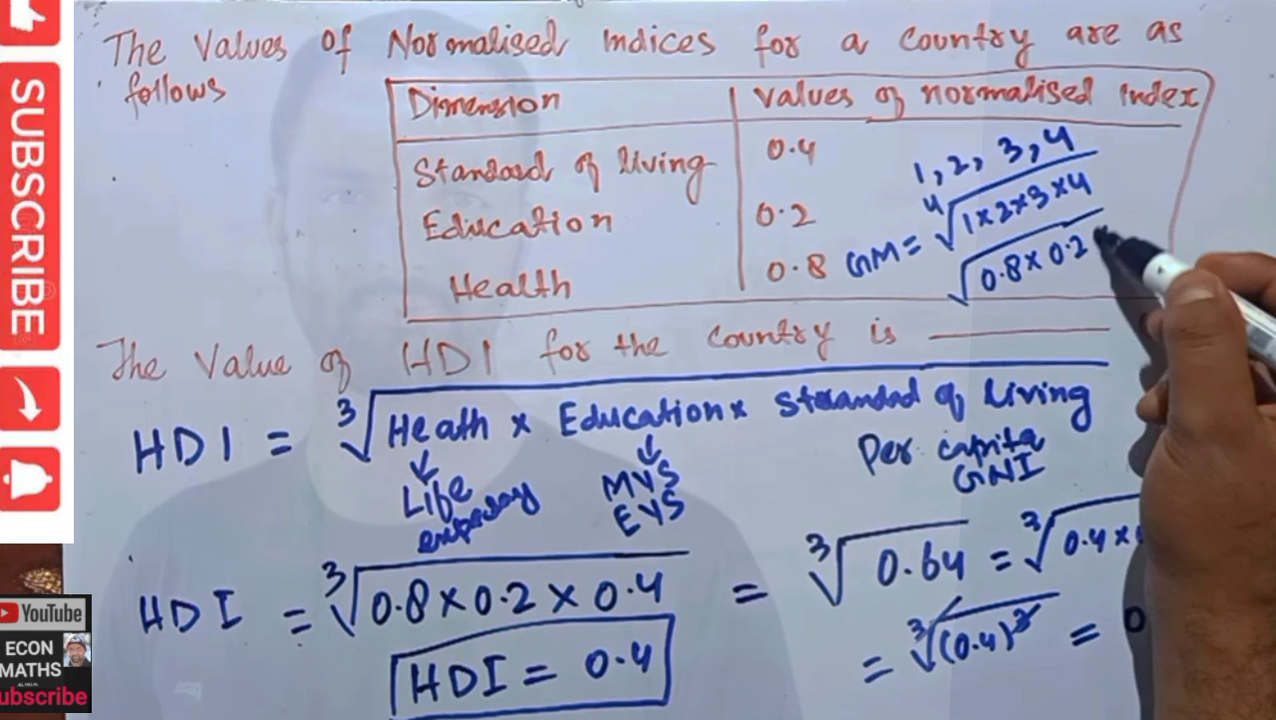 The Values of Normalised Indices for a Country are as
follows
Dimension Values of normalised Index
Standard of living 0.4
Education 0.2
Health 0.8
1, 2, 3, 4
GM = 4√1×2×3×4
√0.8×0.2
The Value of HDI for the Country is
HDI = 3√Heath × Education × of living
Life
MYS
EYS
Per capita
GNI
HDI = 3√0.8×0.2×0.4 = 3√0.64 = 3√0.4×
= 3√(0.4)3 = 0
HDI = 0.4
SUBSCRIBE
YouTube
ECON
MATHS
ubscribe